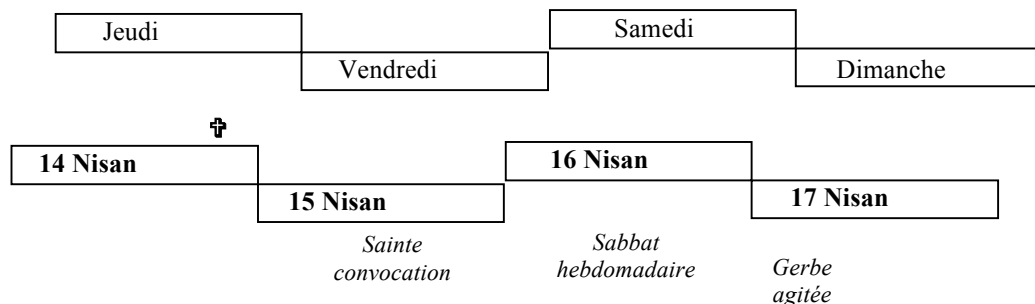 Jeudi
Samedi
Vendredi
Dimanche
✞
14 Nisan
16 Nisan
15 Nisan
17 Nisan
Sainte
convocation
Sabbat
hebdomadaire
Gerbe
agitée